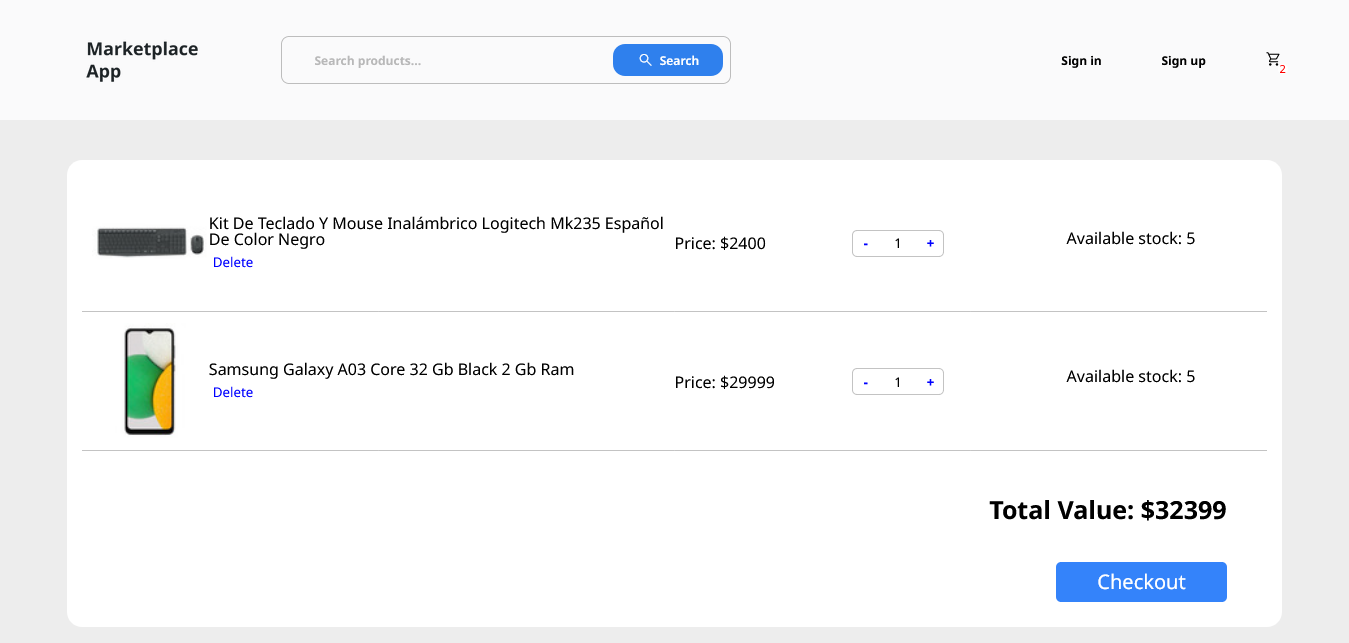 Marketplace
App
Search products...
Search
Sign in
Sign up
2
Kit De Teclado Y Mouse Inalámbrico Logitech Mk235 Español
De Color Negro
Delete
Price: $2400
- 1 +
Available stock: 5
Samsung Galaxy A03 Core 32 Gb Black 2 Gb Ram
Delete
Price: $29999
- 1 +
Available stock: 5
Total Value: $32399
Checkout